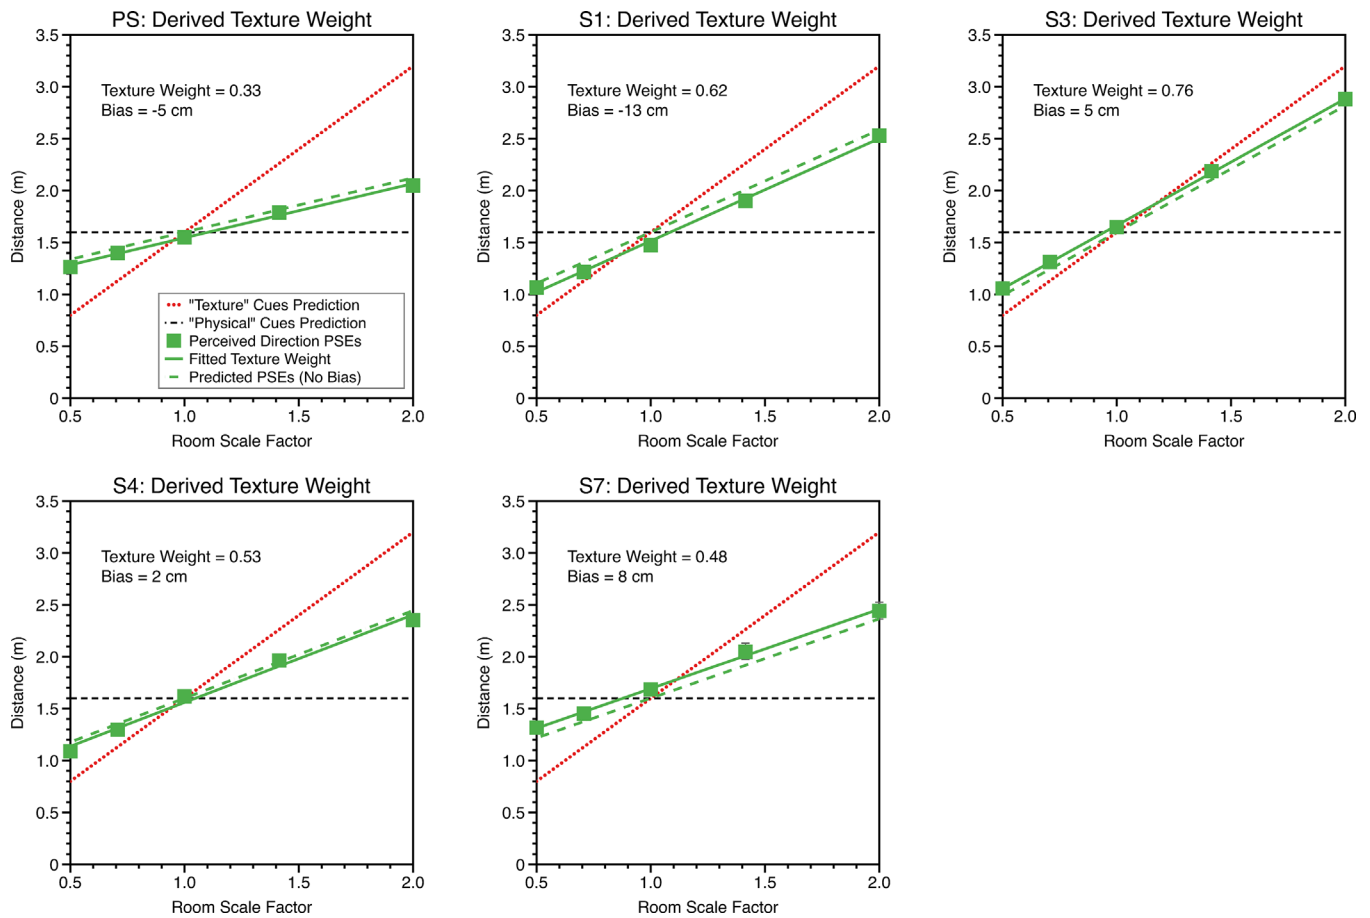 PS: Derived Texture Weight
3.5
3.0
2.5
2.0
1.5
1.0
0.5
0
Distance (m)
Texture Weight = 0.33
Bias = -5 cm
"Texture" Cues Prediction
"Physical" Cues Prediction
Perceived Direction PSEs
Fitted Texture Weight
Predicted PSEs (No Bias)
0.5 1.0 1.5 2.0
Room Scale Factor
S1: Derived Texture Weight
3.5
3.0
2.5
2.0
1.5
1.0
0.5
0
Distance (m)
Texture Weight = 0.62
Bias = -13 cm
0.5 1.0 1.5 2.0
Room Scale Factor
S3: Derived Texture Weight
3.5
3.0
2.5
2.0
1.5
1.0
0.5
0
Distance (m)
Texture Weight = 0.76
Bias = 5 cm
0.5 1.0 1.5 2.0
Room Scale Factor
S4: Derived Texture Weight
3.5
3.0
2.5
2.0
1.5
1.0
0.5
0
Distance (m)
Texture Weight = 0.53
Bias = 2 cm
0.5 1.0 1.5 2.0
Room Scale Factor
S7: Derived Texture Weight
3.5
3.0
2.5
2.0
1.5
1.0
0.5
0
Distance (m)
Texture Weight = 0.48
Bias = 8 cm
0.5 1.0 1.5 2.0
Room Scale Factor